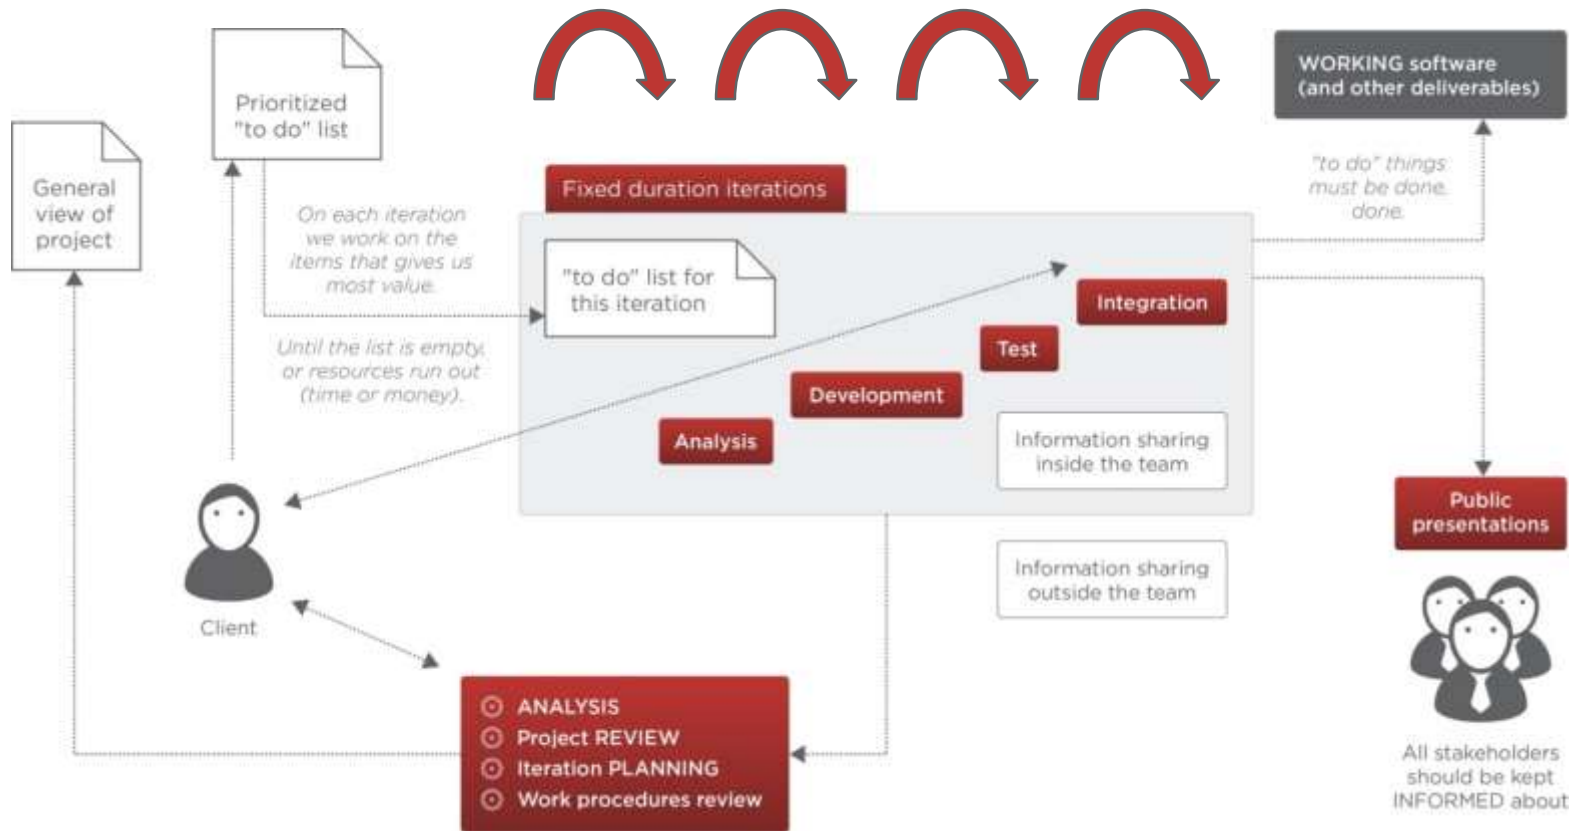 General
view of
project
Prioritized
"to do" list
On each iteration
we work on the
items that gives us
most value.
Until the list is empty,
or resources run out
(time or money).
Client
Fixed duration iterations
"to do" list for
this iteration
Analysis
Development
Test
Integration
Information sharing
inside the team
Information sharing
outside the team
ANALYSIS
Project REVIEW
Iteration PLANNING
Work procedures review
WORKING software
(and other deliverables)
"to do" things
must be done,
done.
Public
presentations
All stakeholders
should be kept
INFORMED about